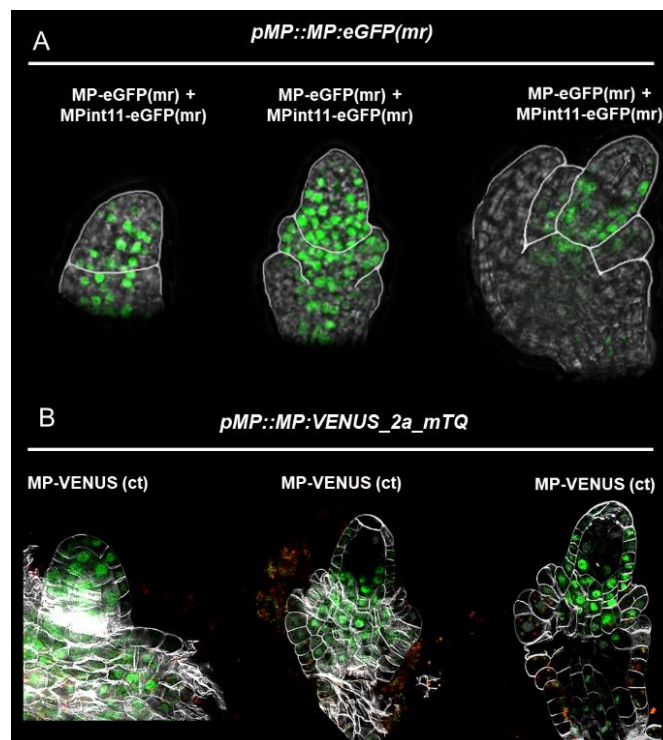 A
pMP::MP:eGFP(mr)
MP-eGFP(mr) +
MPint11-eGFP(mr)
MP-eGFP(mr) +
MPint11-eGFP(mr)
MP-eGFP(mr) +
MPint11-eGFP(mr)
B
pMP::MP:VENUS_2a_mTQ
MP-VENUS (ct)
MP-VENUS (ct)
MP-VENUS (ct)